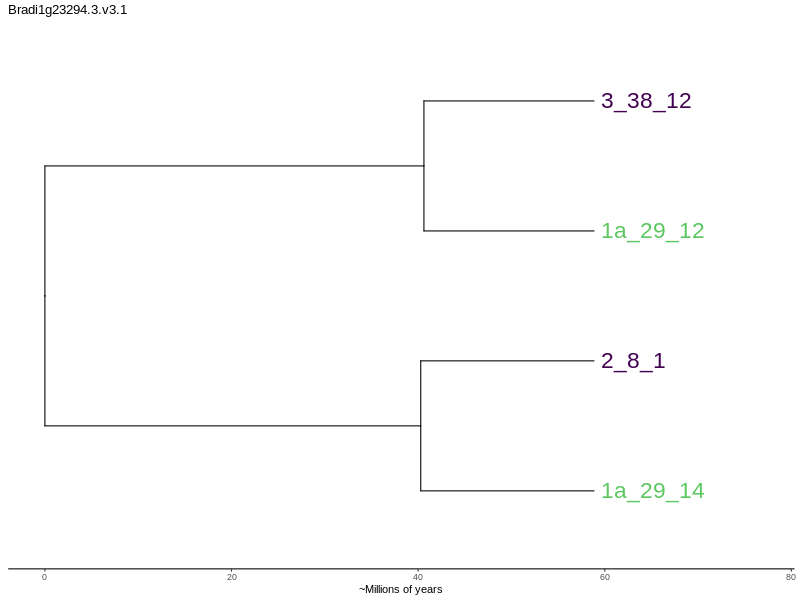 Bradi1g23294.3.v3.1
3_38_12
1a_29_12
2_8_1
1a_29_14
0 20 40 60 80
~Millions of years